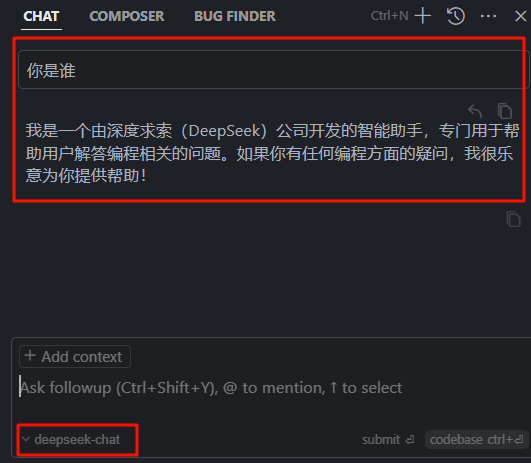 CHAT COMPOSER BUG FINDER Ctrl+N
你是谁
我是一个由深度求索（DeepSeek）公司开发的智能助手，专门用于帮
助用户解答编程相关的问题。如果你有任何编程方面的疑问，我很乐
意为你提供帮助！
Add context
Ask followup (Ctrl+Shift+Y), @ to mention, ↑ to select
deepseek-chat submit ⏎ codebase ctrl+⏎